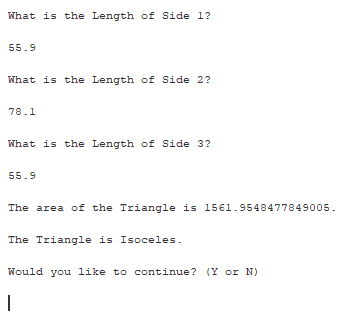 What is the Length of Side 1?
55.9
What is the Length of Side 2?
78.1
What is the Length of Side 3?
55.9
The area of the Triangle is 1561.9548477849005.
The Triangle is Isoceles.
Would you like to continue? (Y or N)